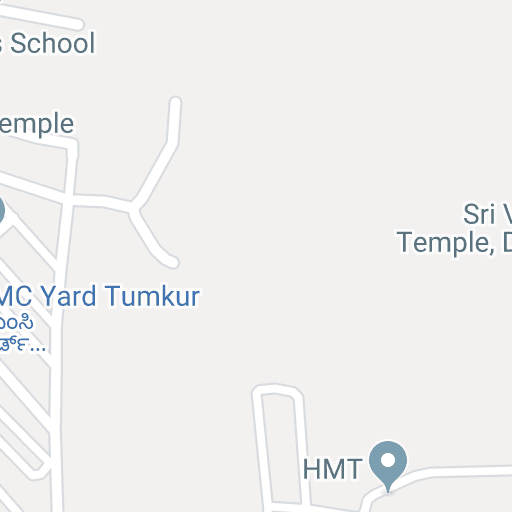 s School
emple
Sri V
Temple, D
MC Yard Tumkur
ಎಂಸಿ
ರ್ಡ್...
HMT